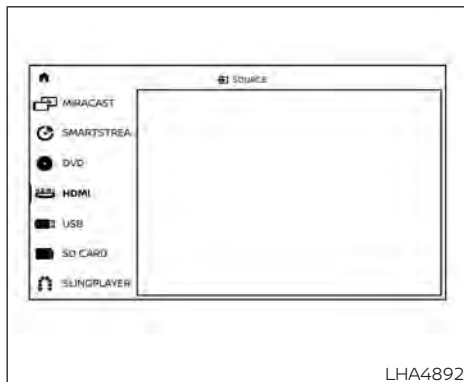 SOURCE
MIRACAST
SMARTSTREA
DVD
HDMI
USB
SD CARD
SLINGPLAYER
LHA4892